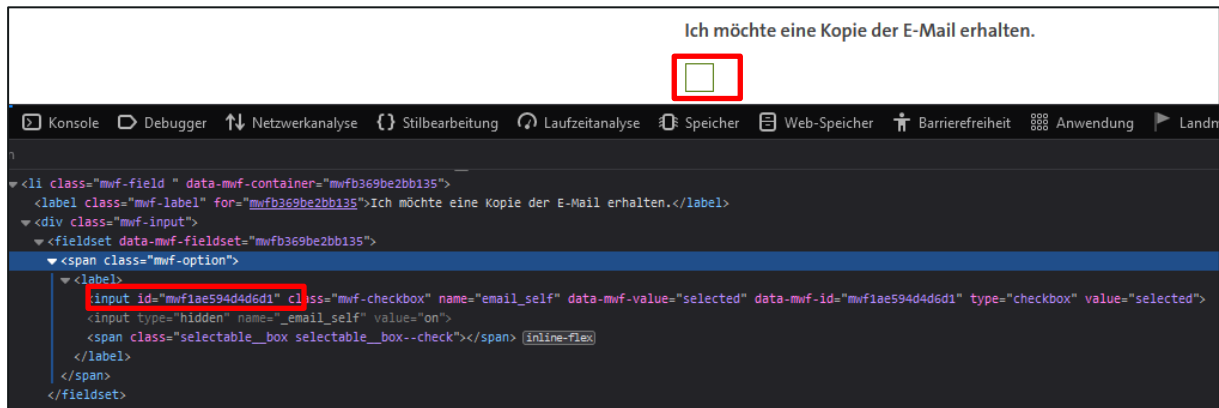 Ich möchte eine Kopie der E-Mail erhalten.
Konsole Debugger Netzwerkanalyse {} Stilbearbeitung Laufzeitanalyse Speicher Web-Speicher Barrierefreiheit Anwendung Landm
<li class="mwf-field " data-mwf-container="mwfb369be2bb135">
<label class="mwf-label" for="mwfb369be2bb135">Ich möchte eine Kopie der E-Mail erhalten.</label>
<div class="mwf-input">
<fieldset data-mwf-fieldset="mwfb369be2bb135">
<span class="mwf-option">
<label>
<input id="mwf1ae594d4d6d1" class="mwf-checkbox" name="email_self" data-mwf-value="selected" data-mwf-id="mwf1ae594d4d6d1" type="checkbox" value="selected">
<input type="hidden" name="_email_self" value="on">
<span class="selectable__box selectable__box--check"></span> inline-flex
</label>
</span>
</fieldset>